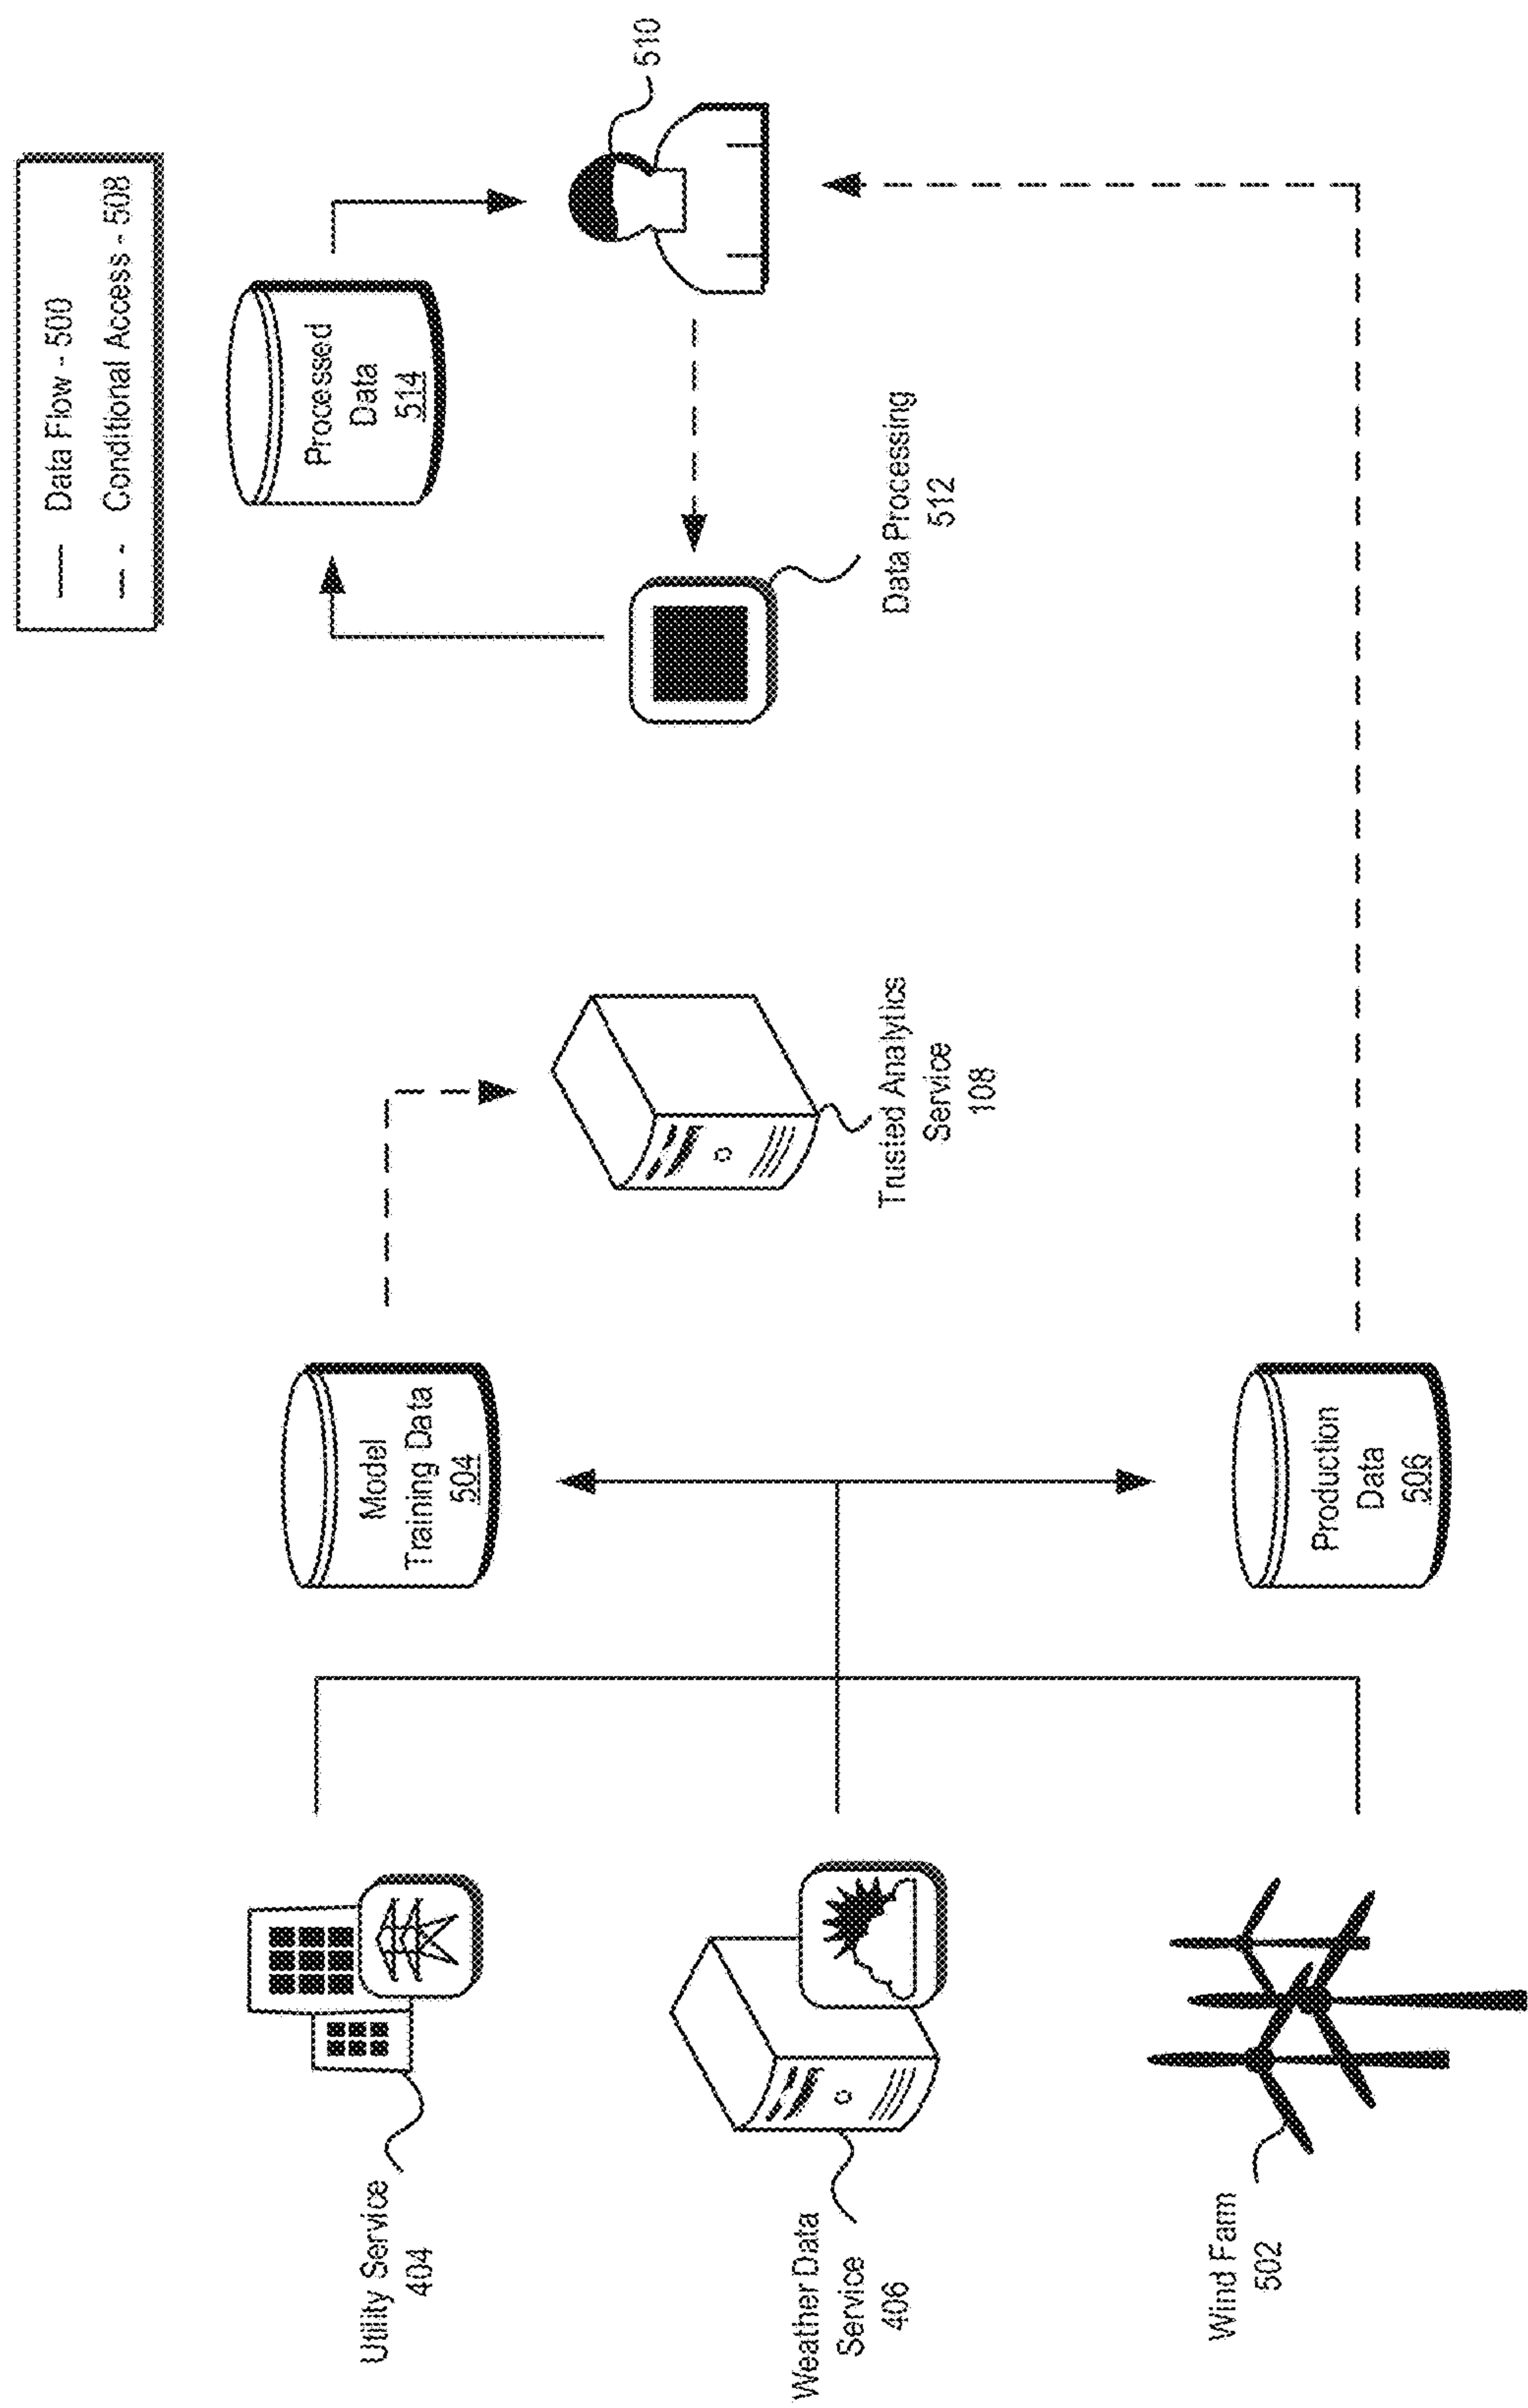 Data Flow - 500
Conditional Access - 508
Utility Service
404
Weather Data
Service
406
Wind Farm
502
Model
Training Data
504
Production
Data
506
Trusted Analytics
Service
108
Data Processing
512
Processed
Data
514
510